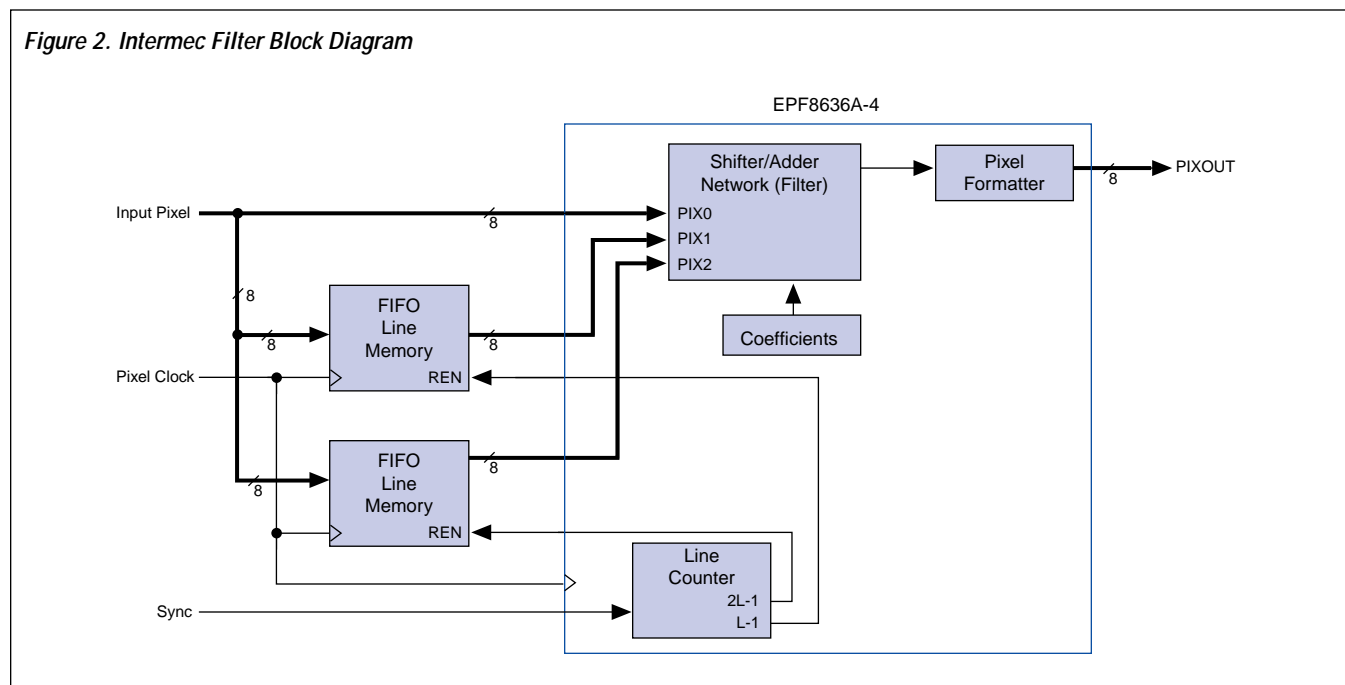 Figure 2. Intermec Filter Block Diagram
EPF8636A-4
Shifter/Adder
Network (Filter)
PIX0
PIX1
PIX2
Pixel
Formatter
8
PIXOUT
Input Pixel
8
8
FIFO
Line
Memory
REN
8
8
Coefficients
Pixel Clock
FIFO
Line
Memory
REN
8
8
Line
Counter
2L-1
L-1
Sync